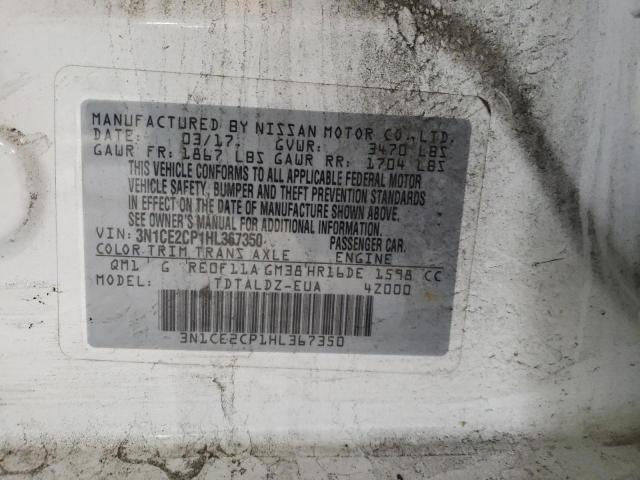 MANUFACTURED BY NISSAN MOTOR CO., LTD.
DATE: 03/17 GVWR: 3470 LBS
GAWR FR: 1867 LBS GAWR RR: 1704 LBS
THIS VEHICLE CONFORMS TO ALL APPLICABLE FEDERAL MOTOR
VEHICLE SAFETY, BUMPER AND THEFT PREVENTION STANDARDS
IN EFFECT ON THE DATE OF MANUFACTURE SHOWN ABOVE.
SEE OWNER'S MANUAL FOR ADDITIONAL INFORMATION.
VIN: 3N1CE2CP1HL367350 PASSENGER CAR.
COLOR TRIM TRANS AXLE ENGINE
QM1 G RE0F11A GM38 HR16DE 1598 CC
MODEL: TDTALDZ-EUA 4Z000
3N1CE2CP1HL367350